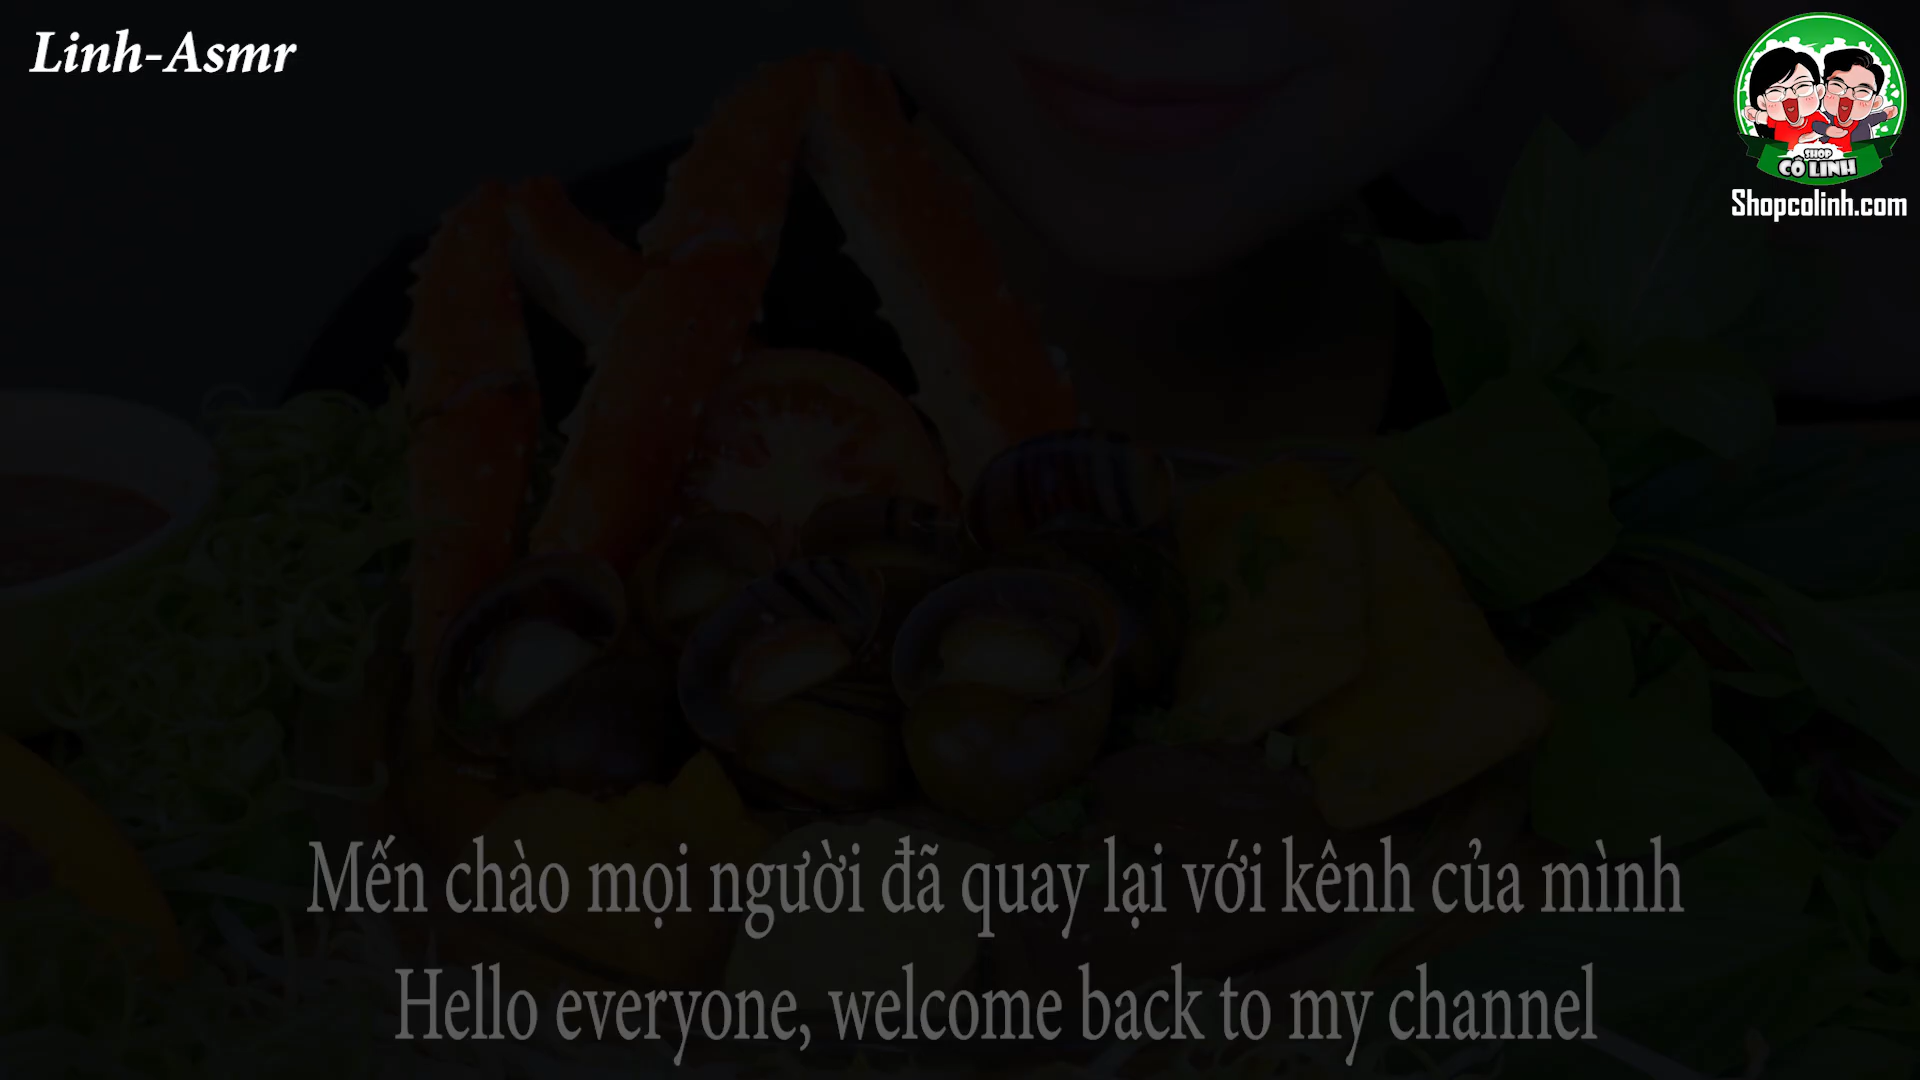 Linh-Asmr
SHOP
CÔ LINH
Shopcolinh.com
Mến chào mọi người đã quay lại với kênh của mình
Hello everyone, welcome back to my channel